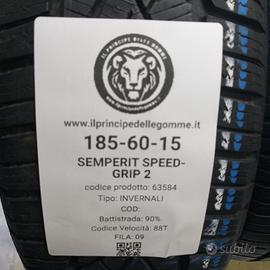 IL PRINCIPE DELLE GOMME
www.ilprincipedellegomme.it
185-60-15
SEMPERIT SPEED-
GRIP 2
codice prodotto: 63584
Tipo: INVERNALI
COD:
Battistrada: 90%
Codice Velocità: 88T
FILA: 09
subito